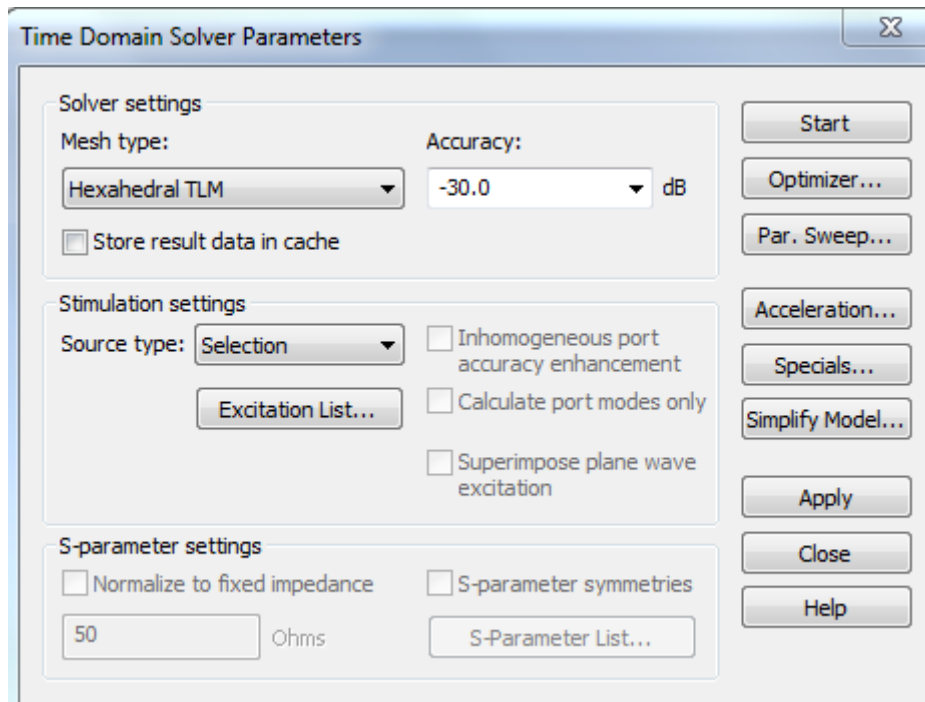 Time Domain Solver Parameters
Solver settings
Mesh type:
Accuracy:
Hexahedral TLM
-30.0
dB
Store result data in cache
Stimulation settings
Source type:
Selection
Inhomogeneous port
accuracy enhancement
Excitation List...
Calculate port modes only
Superimpose plane wave
excitation
S-parameter settings
Normalize to fixed impedance
S-parameter symmetries
50
Ohms
S-Parameter List...
Start
Optimizer...
Par. Sweep...
Acceleration...
Specials...
Simplify Model...
Apply
Close
Help